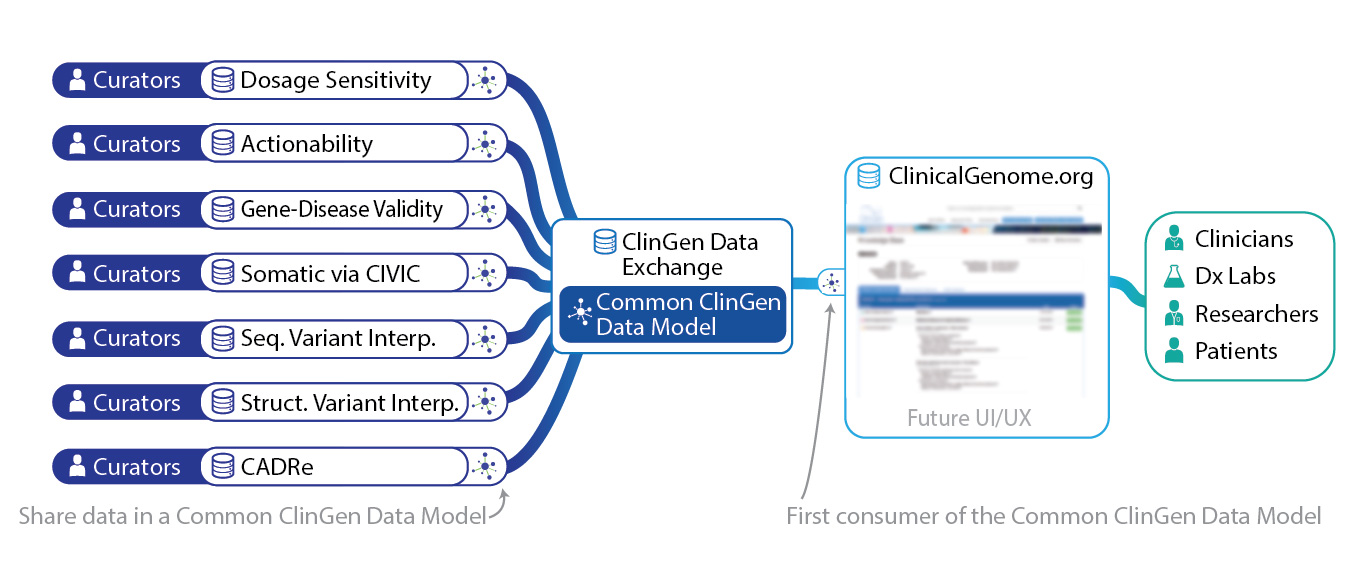 Curators Dosage Sensitivity
Curators Actionability
Curators Gene-Disease Validity
Curators Somatic via CIVIC
Curators Seq. Variant Interp.
Curators Struct. Variant Interp.
Curators CADRe
Share data in a Common ClinGen Data Model
ClinGen Data
Exchange
Common ClinGen
Data Model
ClinicalGenome.org
Future UI/UX
First consumer of the Common ClinGen Data Model
Clinicians
Dx Labs
Researchers
Patients